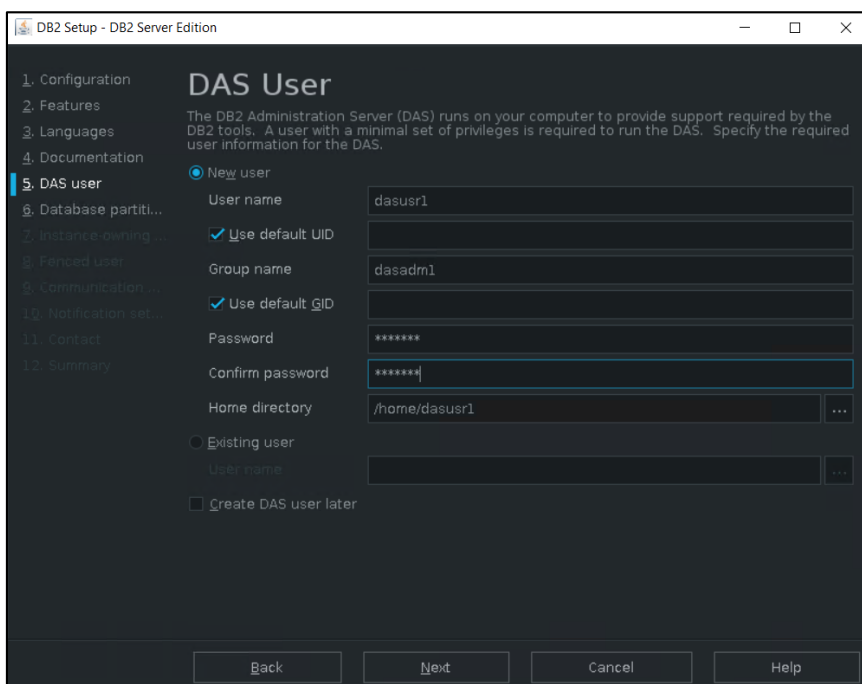 DB2 Setup - DB2 Server Edition
1. Configuration
2. Features
3. Languages
4. Documentation
5. DAS user
6. Database partiti...
7. Instance-owning ...
8. Fenced user
9. Communication ...
10. Notification set...
11. Contact
12. Summary
DAS User
The DB2 Administration Server (DAS) runs on your computer to provide support required by the
DB2 tools. A user with a minimal set of privileges is required to run the DAS. Specify the required
user information for the DAS.
New user
User name dasusr1
Use default UID
Group name dasadm1
Use default GID
Password *******
Confirm password *******
Home directory /home/dasusr1 ...
Existing user
User name ...
Create DAS user later
Back Next Cancel Help